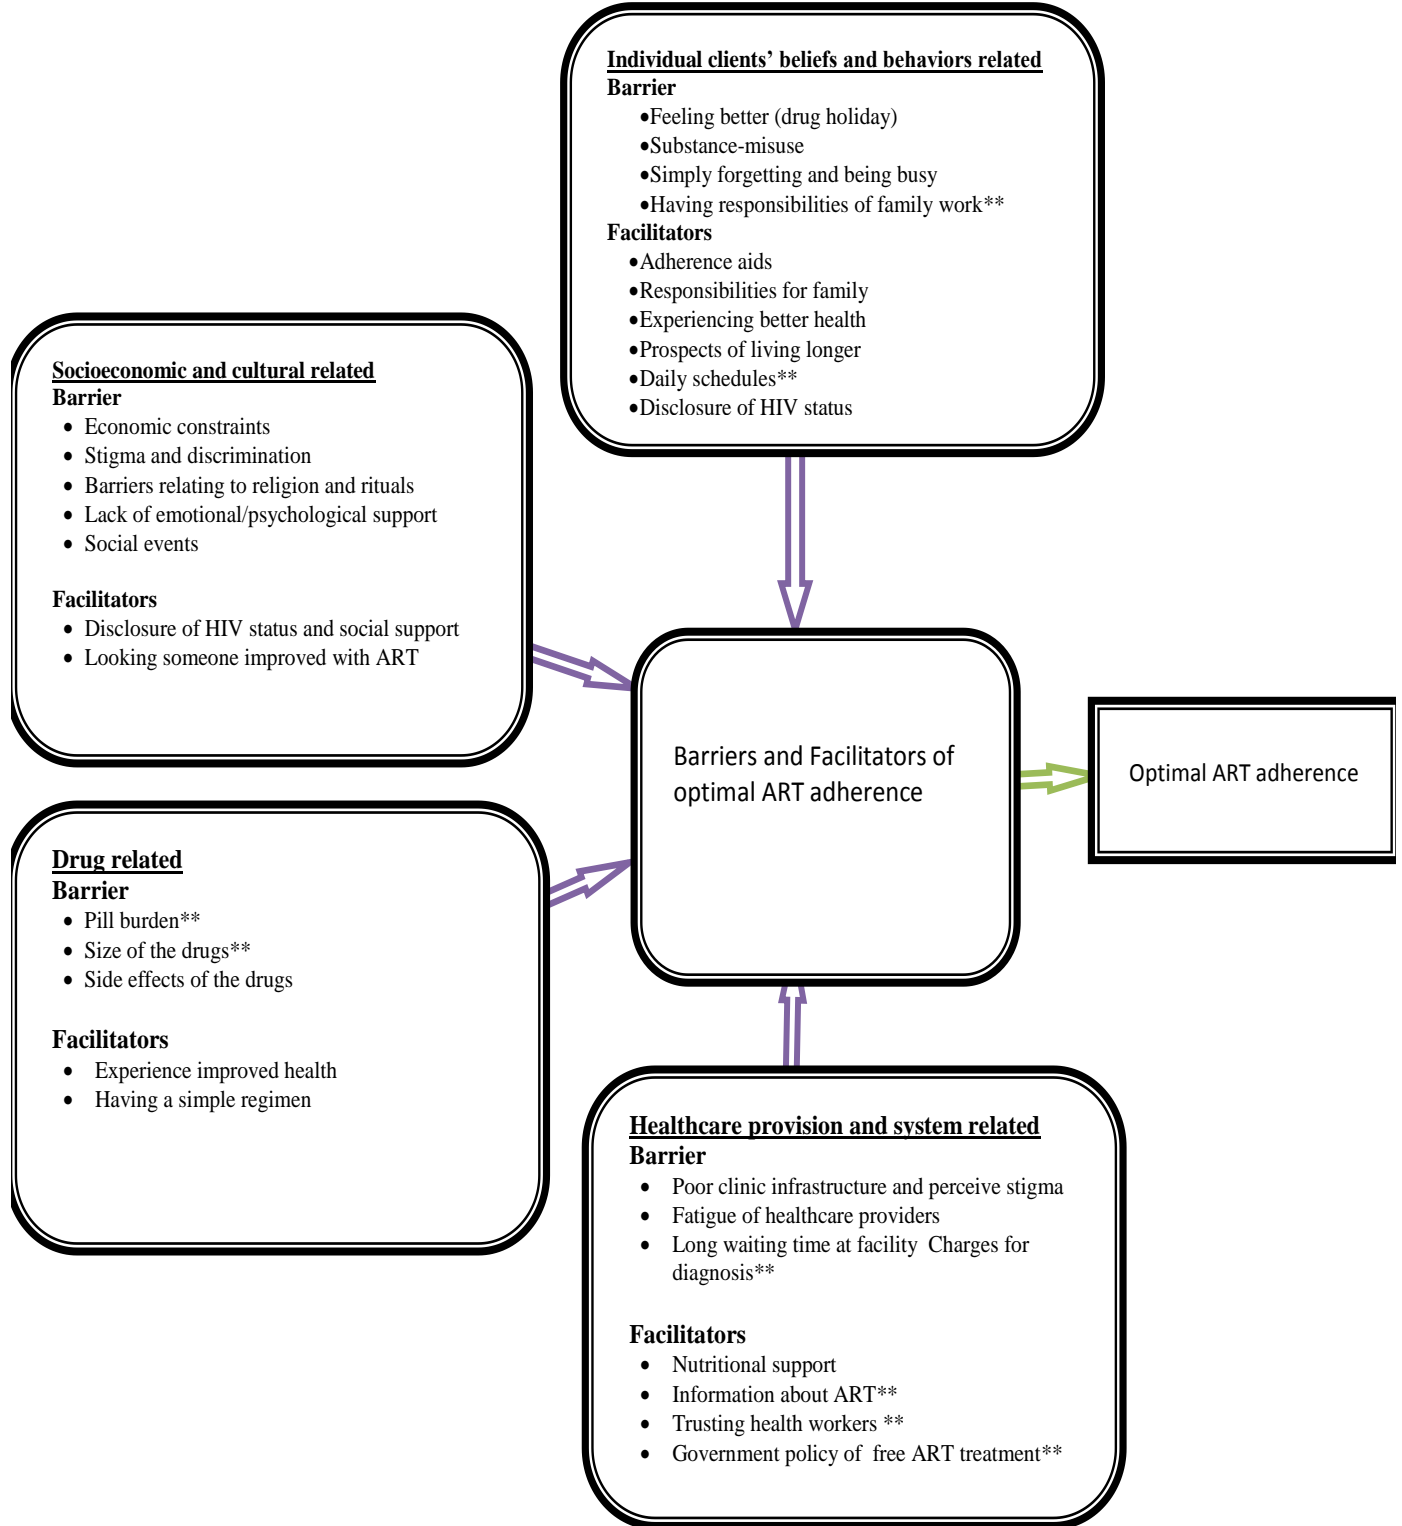 Individual clients’ beliefs and behaviors related
Barrier
•Feeling better (drug holiday)
•Substance-misuse
•Simply forgetting and being busy
•Having responsibilities of family work**
Facilitators
•Adherence aids
•Responsibilities for family
•Experiencing better health
•Prospects of living longer
•Daily schedules**
•Disclosure of HIV status
Socioeconomic and cultural related
Barrier
• Economic constraints
• Stigma and discrimination
• Barriers relating to religion and rituals
• Lack of emotional/psychological support
• Social events
Facilitators
• Disclosure of HIV status and social support
• Looking someone improved with ART
Barriers and Facilitators of
optimal ART adherence
Optimal ART adherence
Drug related
Barrier
• Pill burden**
• Size of the drugs**
• Side effects of the drugs
Facilitators
• Experience improved health
• Having a simple regimen
Healthcare provision and system related
Barrier
• Poor clinic infrastructure and perceive stigma
• Fatigue of healthcare providers
• Long waiting time at facility  Charges for
diagnosis**
Facilitators
• Nutritional support
• Information about ART**
• Trusting health workers **
• Government policy of  free ART treatment**